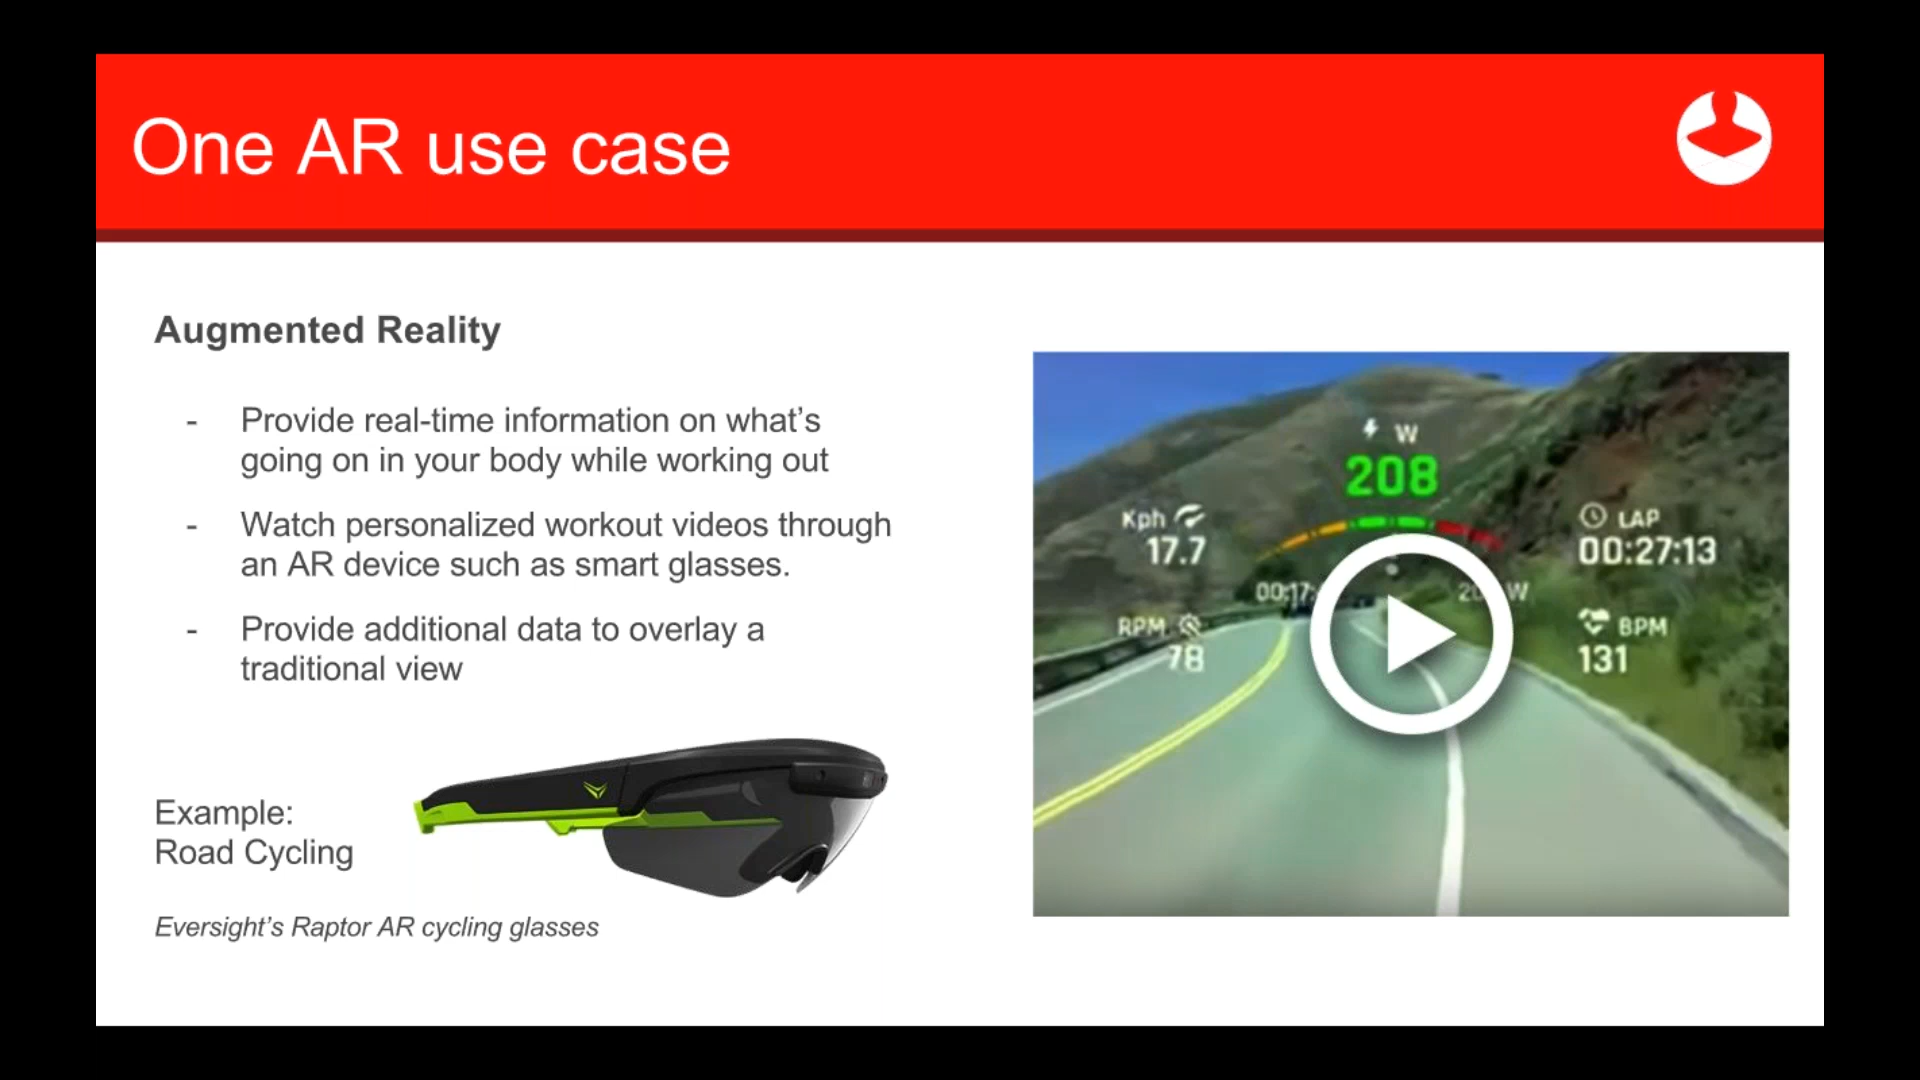 One AR use case
Augmented Reality
- Provide real-time information on what's
going on in your body while working out
- Watch personalized workout videos through
an AR device such as smart glasses.
- Provide additional data to overlay a
traditional view
Example:
Road Cycling
Eversight's Raptor AR cycling glasses
W
208
Kph
17.7
LAP
00:27:13
00:17:
W
RPM
78
BPM
131